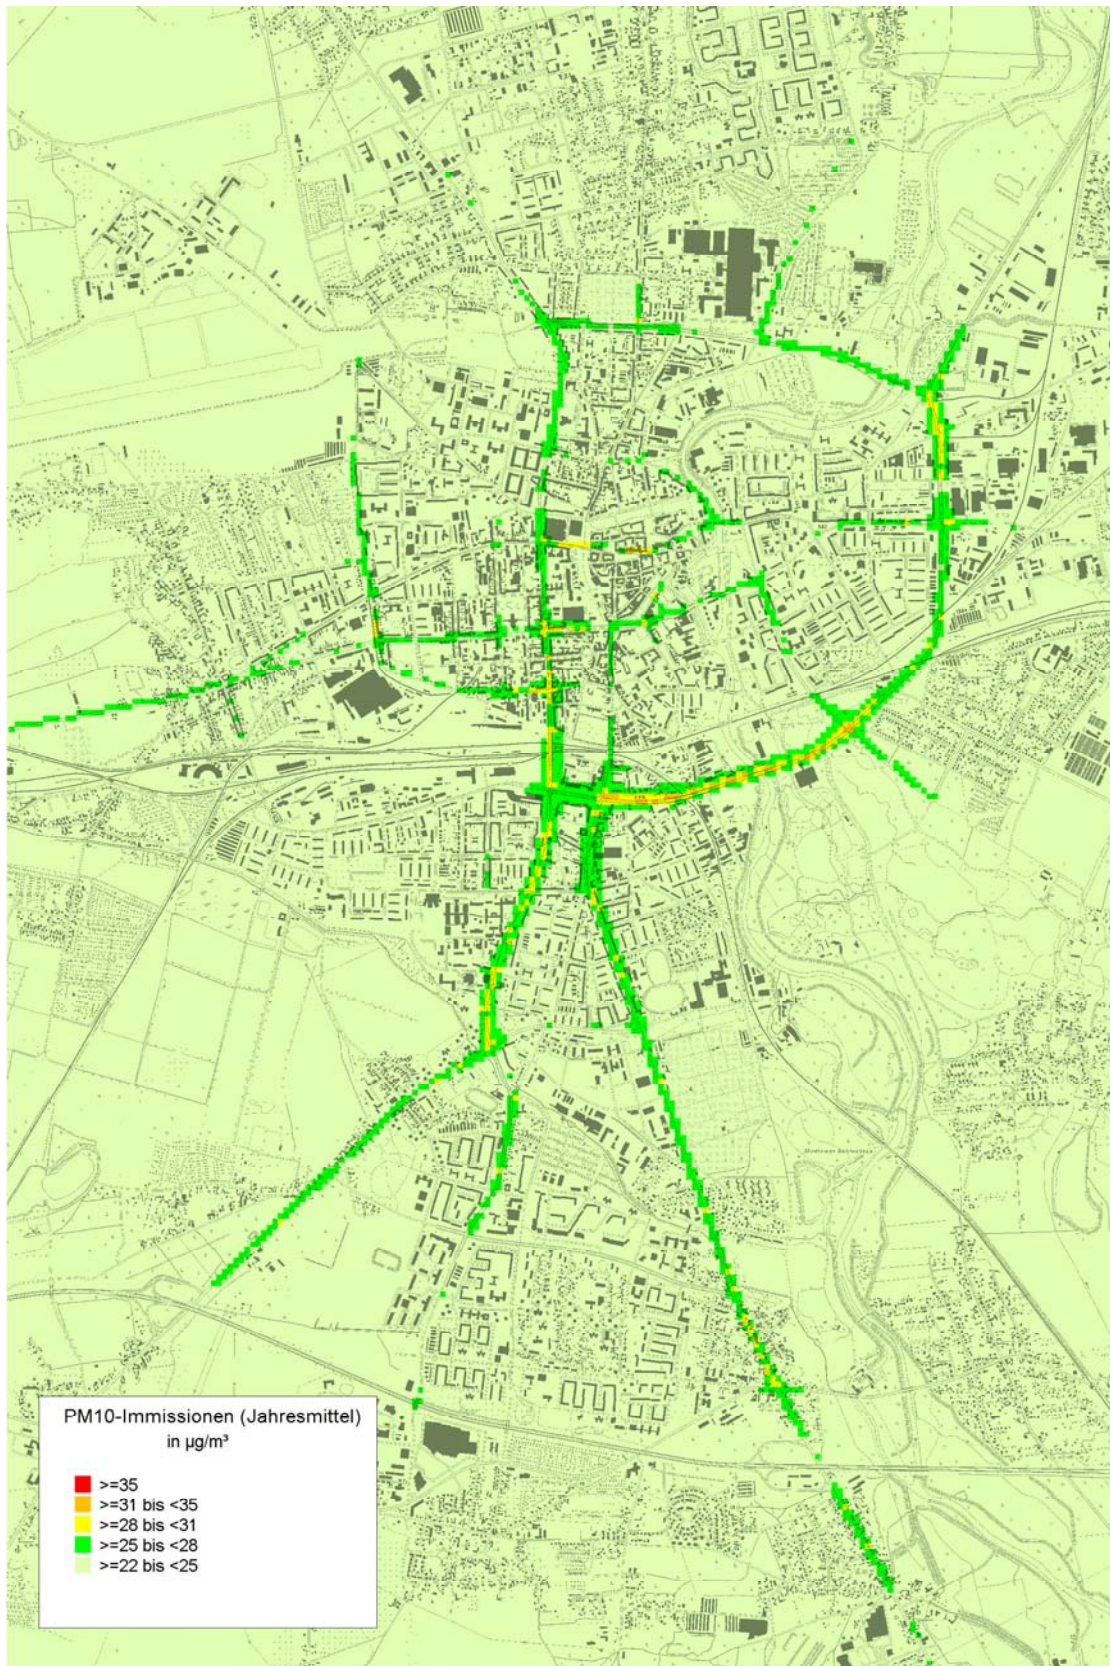 PM10-Immissionen (Jahresmittel)
in µg/m³
>=35
>=31 bis <35
>=28 bis <31
>=25 bis <28
>=22 bis <25